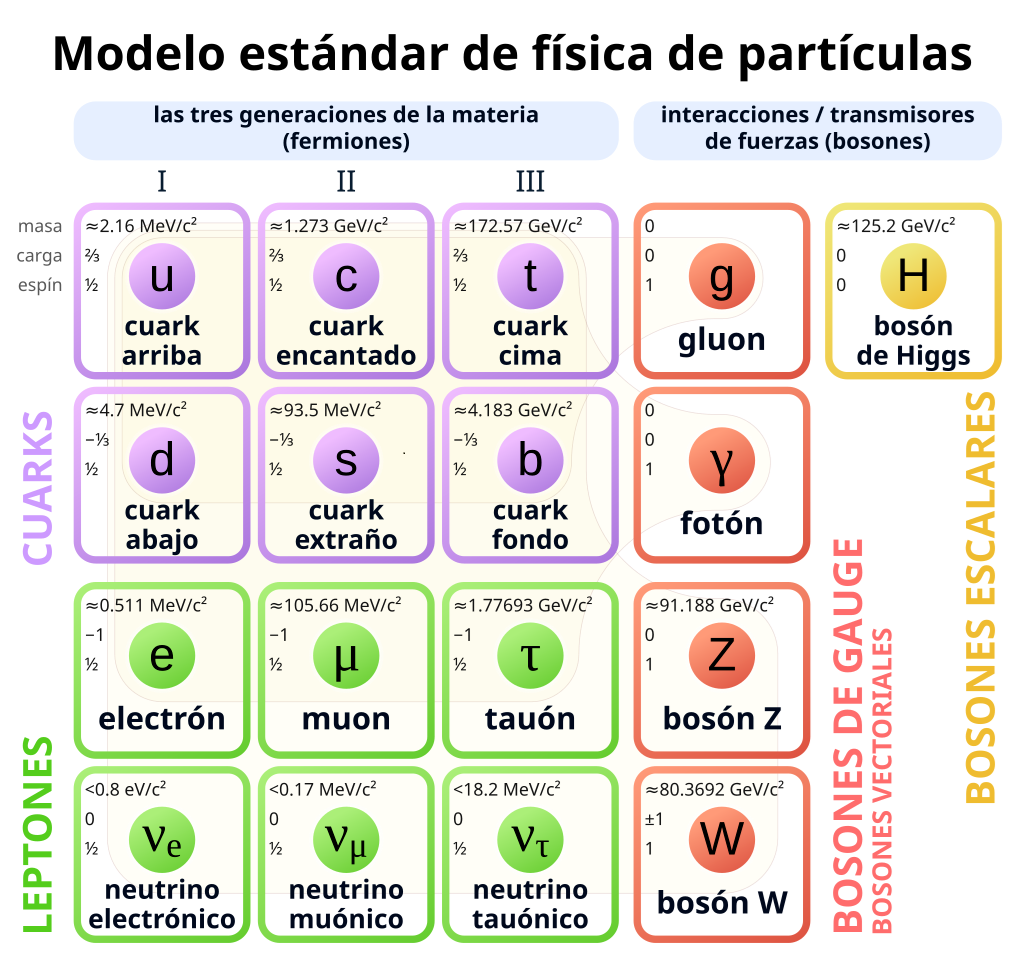 Modelo estándar de física de partículas
las tres generaciones de la materia
(fermiones)
interacciones / transmisores
de fuerzas (bosones)
I
II
III
masa
carga
espín
≈2.16 MeV/c²
⅔
½
u
cuark
arriba
≈1.273 GeV/c²
⅔
½
c
cuark
encantado
≈172.57 GeV/c²
⅔
½
t
cuark
cima
0
0
1
g
gluon
≈125.2 GeV/c²
0
0
H
bosón
de Higgs
CUARKS
≈4.7 MeV/c²
−⅓
½
d
cuark
abajo
≈93.5 MeV/c²
−⅓
½
s
cuark
extraño
≈4.183 GeV/c²
−⅓
½
b
cuark
fondo
0
0
1
γ
fotón
LEPTONES
≈0.511 MeV/c²
−1
½
e
electrón
≈105.66 MeV/c²
−1
½
μ
muon
≈1.77693 GeV/c²
−1
½
τ
tauón
≈91.188 GeV/c²
0
1
Z
bosón Z
<0.8 eV/c²
0
½
νe
neutrino
electrónico
<0.17 MeV/c²
0
½
νμ
neutrino
muónico
<18.2 MeV/c²
0
½
ντ
neutrino
tauónico
≈80.3692 GeV/c²
±1
1
W
bosón W
BOSONES DE GAUGE
BOSONES VECTORIALES
BOSONES ESCALARES